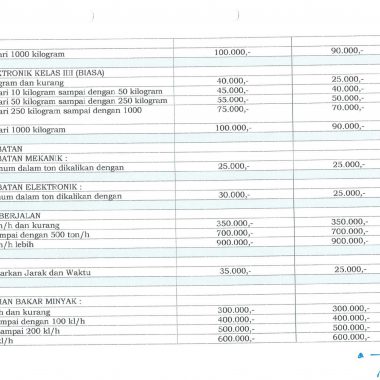 ari 1000 kilogram 100.000,- 90.000,-
KTRONIK KELAS IIII (BIASA)
gram dan kurang 40.000,- 25.000,-
ari 10 kilogram sampai dengan 50 kilogram 45.000,- 40.000,-
ari 50 kilogram sampai dengan 250 kilogram 55.000,- 50.000,-
ari 250 kilogram sampai dengan 1000 75.000,- 70.000,-
ari 1000 kilogram 100.000,- 90.000,-
BATAN
BATAN MEKANIK :
num dalam ton dikalikan dengan 25.000,- 25.000,-
BATAN ELEKTRONIK :
num dalam ton dikalikan dengan 30.000,- 25.000,-
BERJALAN
n/h dan kurang 350.000,- 350.000,-
mpai dengan 500 ton/h 700.000,- 700.000,-
n/h lebih 900.000,- 900.000,-
arkan Jarak dan Waktu 35.000,- 25.000,-
HAN BAKAR MINYAK :
h dan kurang 300.000,- 300.000,-
mpai dengan 100 kl/h 400.000,- 400.000,-
ampai 200 kl/h 500.000,- 500.000,-
kl/h 600.000,- 600.000,-